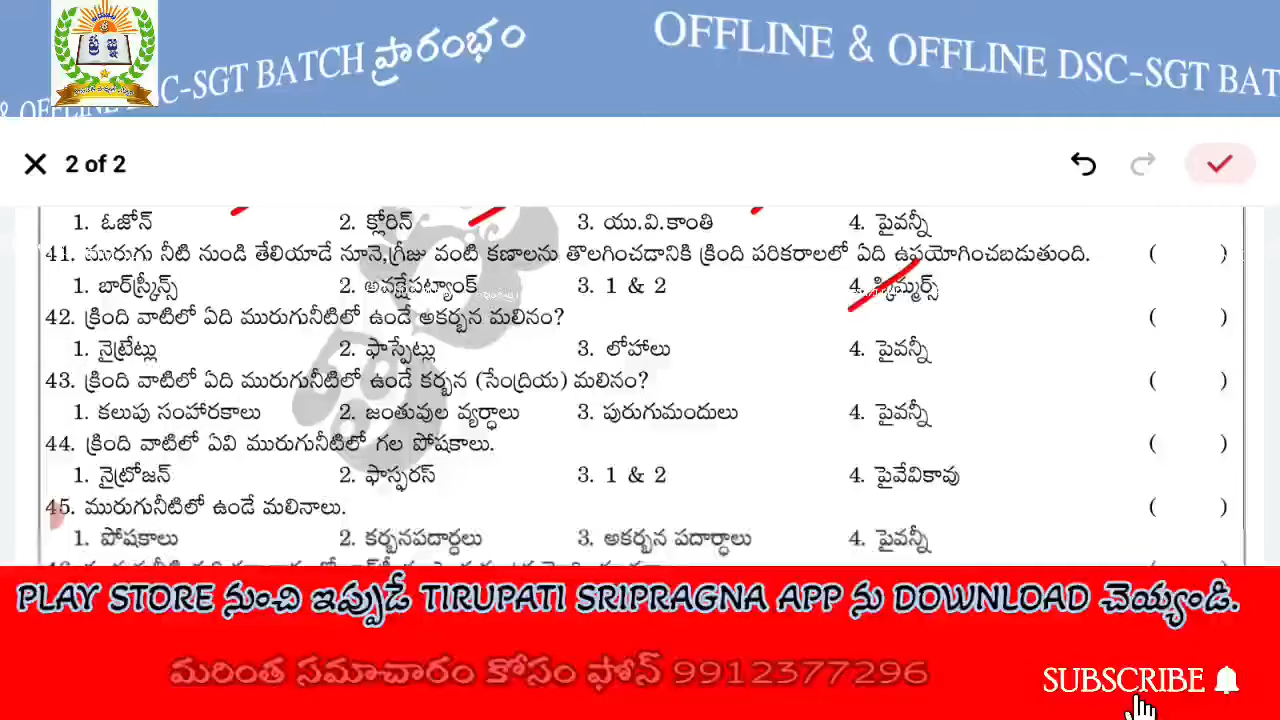 & OFFLINE DSC-SGT BATCH ప్రారంభం
OFFLINE & OFFLINE DSC-SGT BAT
ప్రజ్ఞ
2 of 2
1. ఓజోన్ 2. క్లోరిన్ 3. యు.వి.కాంతి 4. పైవన్నీ
41. మురుగు నీటి నుండి తేలియాడే నూనె,గ్రీజు వంటి కణాలను తొలగించడానికి క్రింది పరికరాలలో ఏది ఉపయోగించబడుతుంది. ( )
1. బార్‌స్క్రీన్స్ 2. అవక్షేపట్యాంక్ 3. 1 & 2 4. స్కిమ్మర్స్
42. క్రింది వాటిలో ఏది మురుగునీటిలో ఉండే అకర్బన మలినం? ( )
1. నైట్రేట్లు 2. ఫాస్పేట్లు 3. లోహాలు 4. పైవన్నీ
43. క్రింది వాటిలో ఏది మురుగునీటిలో ఉండే కర్బన (సేంద్రియ) మలినం? ( )
1. కలుపు సంహారకాలు 2. జంతువుల వ్యర్ధాలు 3. పురుగుమందులు 4. పైవన్నీ
44. క్రింది వాటిలో ఏవి మురుగునీటిలో గల పోషకాలు. ( )
1. నైట్రోజన్ 2. ఫాస్ఫరస్ 3. 1 & 2 4. పైవేవికావు
45. మురుగునీటిలో ఉండే మలినాలు. ( )
1. పోషకాలు 2. కర్బనపదార్ధలు 3. అకర్బన పదార్ధాలు 4. పైవన్నీ
PLAY STORE నుంచి ఇప్పుడే TIRUPATI SRIPRAGNA APP ను DOWNLOAD చెయ్యండి.
మరింత సమాచారం కోసం ఫోన్ 9912377296
SUBSCRIBE